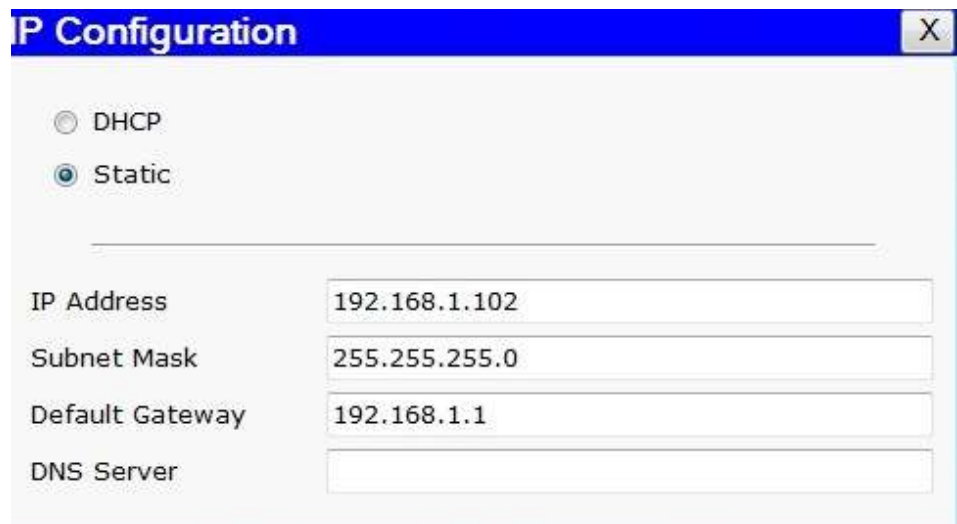 IP Configuration
X
DHCP
Static
IP Address 192.168.1.102
Subnet Mask 255.255.255.0
Default Gateway 192.168.1.1
DNS Server